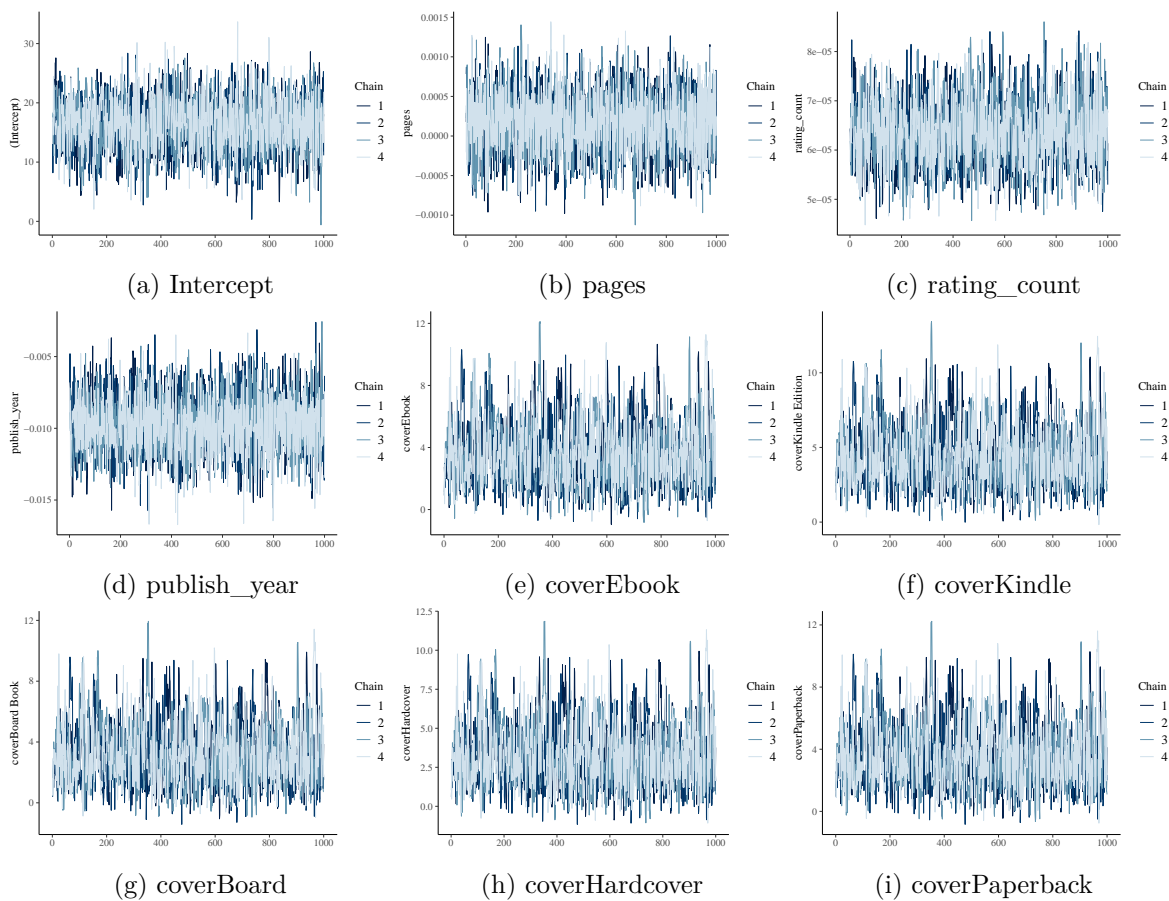 (Intercept)
30
20
10
0
0 200 400 600 800 1000
Chain
1
2
3
4
(a) Intercept
pages
0.0015
0.0010
0.0005
0.0000
−0.0005
−0.0010
0 200 400 600 800 1000
Chain
1
2
3
4
(b) pages
rating_count
8e−05
7e−05
6e−05
5e−05
0 200 400 600 800 1000
Chain
1
2
3
4
(c) rating_count
publish_year
−0.005
−0.010
−0.015
0 200 400 600 800 1000
Chain
1
2
3
4
(d) publish_year
coverEbook
12
8
4
0
0 200 400 600 800 1000
Chain
1
2
3
4
(e) coverEbook
coverKindle Edition
10
5
0
0 200 400 600 800 1000
Chain
1
2
3
4
(f) coverKindle
coverBoard Book
12
8
4
0
0 200 400 600 800 1000
Chain
1
2
3
4
(g) coverBoard
coverHardcover
12.5
10.0
7.5
5.0
2.5
0.0
0 200 400 600 800 1000
Chain
1
2
3
4
(h) coverHardcover
coverPaperback
12
8
4
0
0 200 400 600 800 1000
Chain
1
2
3
4
(i) coverPaperback